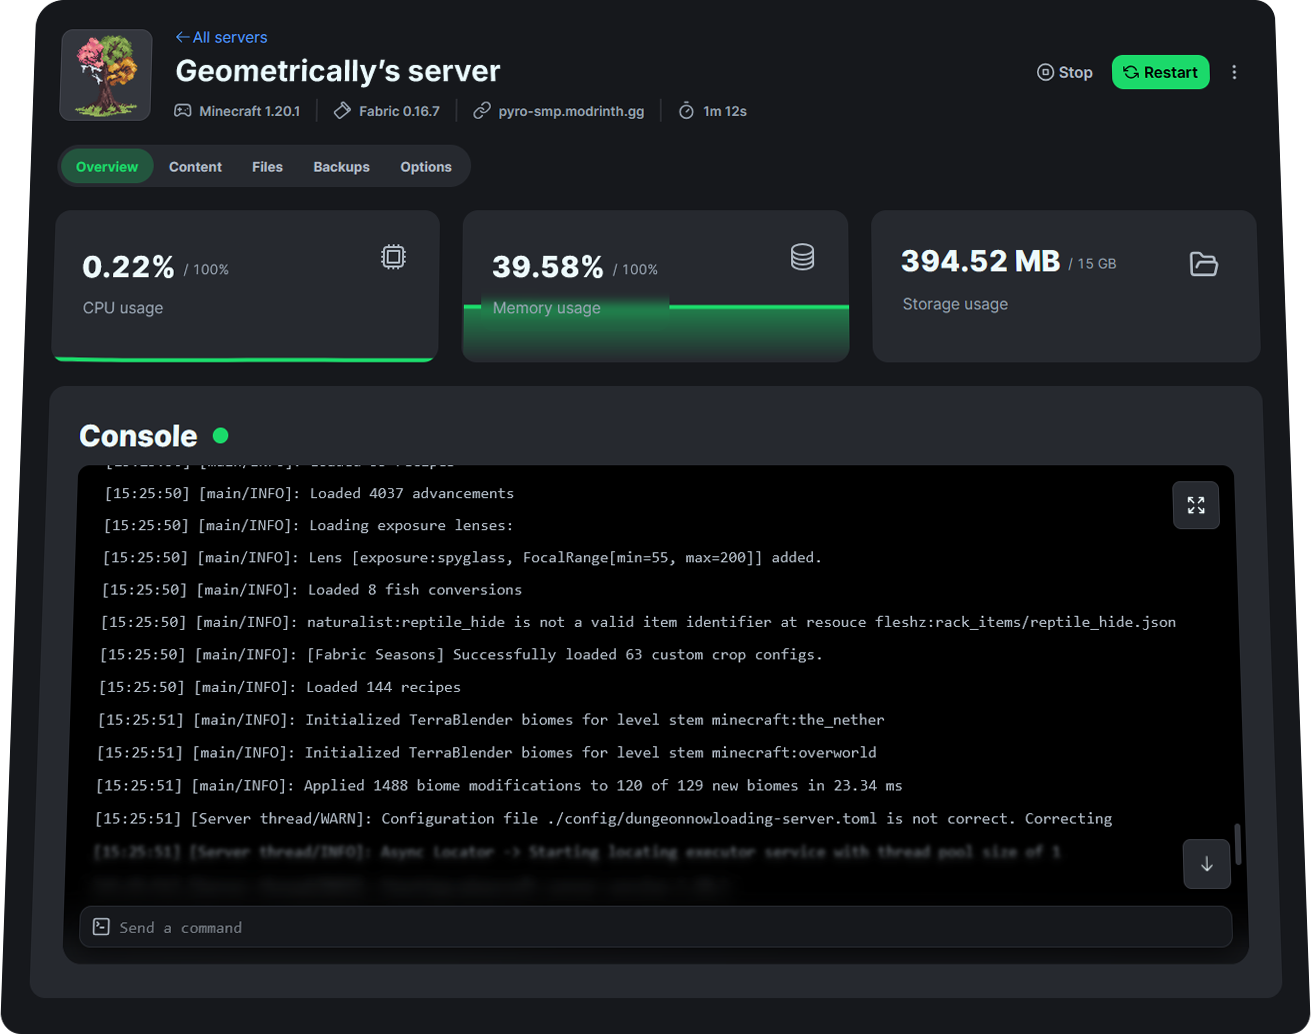 All servers
Geometrically’s server
Stop
Restart
Minecraft 1.20.1
Fabric 0.16.7
pyro-smp.modrinth.gg
1m 12s
Overview
Content
Files
Backups
Options
0.22% / 100%
CPU usage
39.58% / 100%
Memory usage
394.52 MB / 15 GB
Storage usage
Console
[15:25:50] [main/INFO]: Loaded 4037 advancements
[15:25:50] [main/INFO]: Loading exposure lenses:
[15:25:50] [main/INFO]: Lens [exposure:spyglass, FocalRange[min=55, max=200]] added.
[15:25:50] [main/INFO]: Loaded 8 fish conversions
[15:25:50] [main/INFO]: naturalist:reptile_hide is not a valid item identifier at resouce fleshz:rack_items/reptile_hide.json
[15:25:50] [main/INFO]: [Fabric Seasons] Successfully loaded 63 custom crop configs.
[15:25:50] [main/INFO]: Loaded 144 recipes
[15:25:51] [main/INFO]: Initialized TerraBlender biomes for level stem minecraft:the_nether
[15:25:51] [main/INFO]: Initialized TerraBlender biomes for level stem minecraft:overworld
[15:25:51] [main/INFO]: Applied 1488 biome modifications to 120 of 129 new biomes in 23.34 ms
[15:25:51] [Server thread/WARN]: Configuration file ./config/dungeonnowloading-server.toml is not correct. Correcting
[15:25:51] [Server thread/INFO]: Async Locator -> Starting locating executor service with thread pool size of 1
Send a command